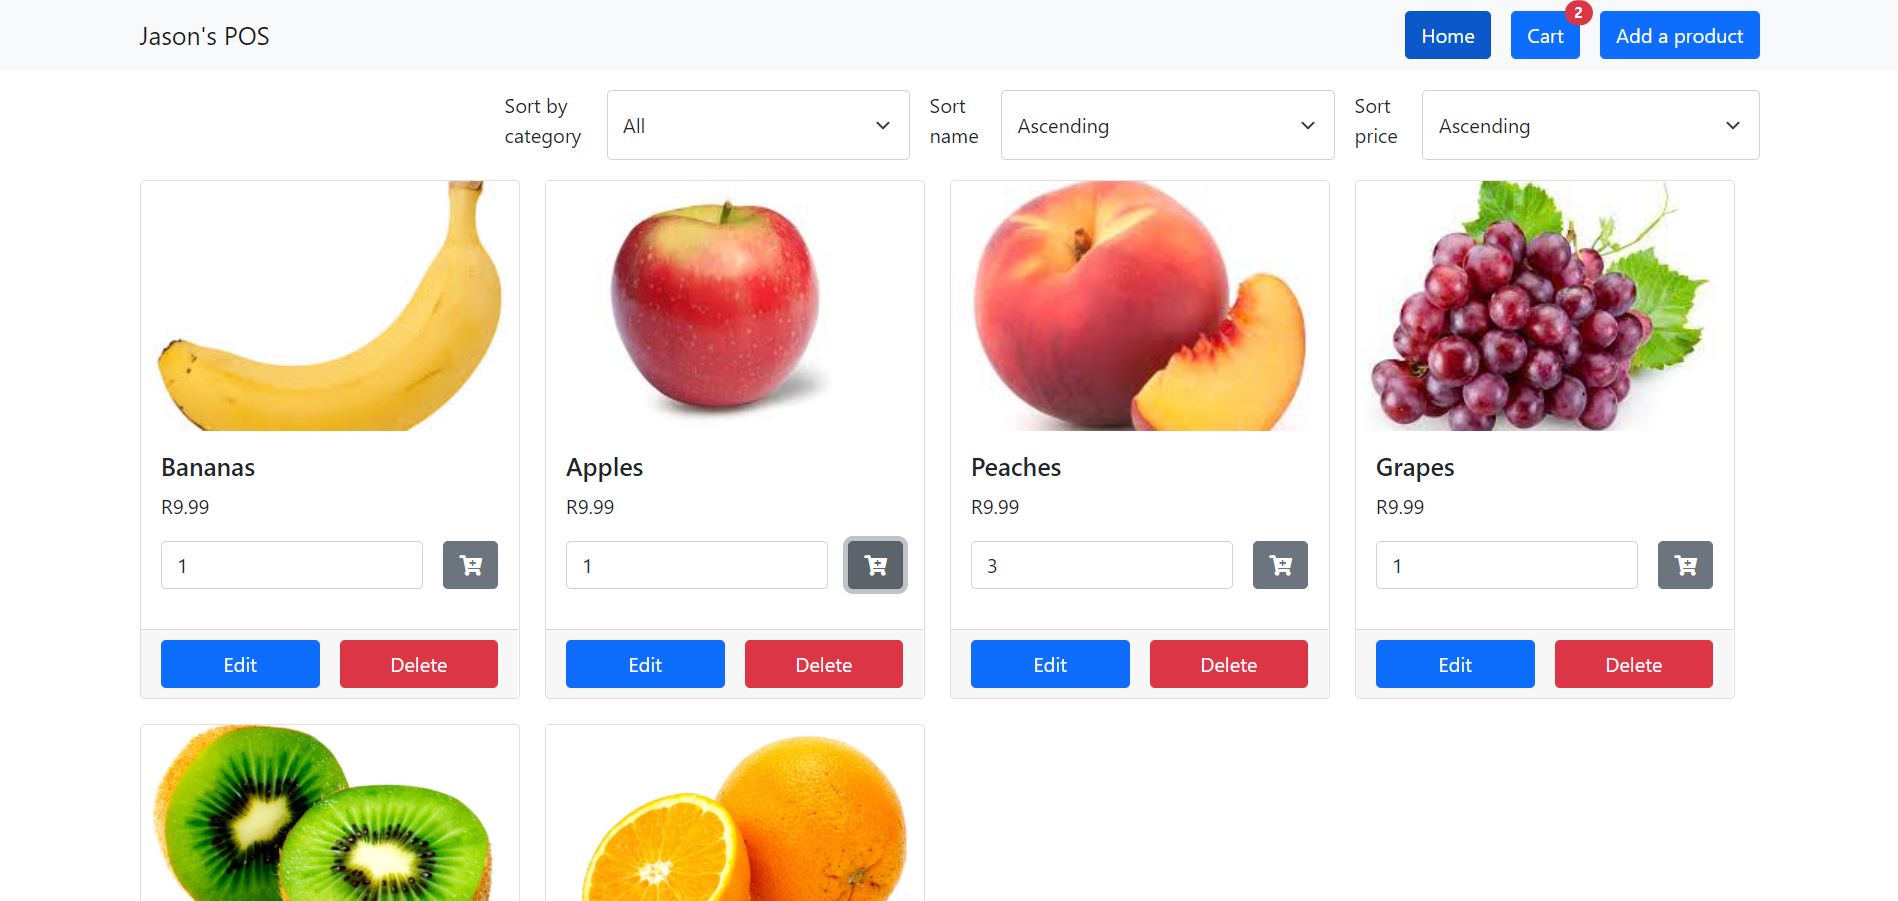 Jason's POS
Home
Cart
2
Add a product
Sort by
category
All
Sort
name
Ascending
Sort
price
Ascending
Bananas
R9.99
1
Edit
Delete
Apples
R9.99
1
Edit
Delete
Peaches
R9.99
3
Edit
Delete
Grapes
R9.99
1
Edit
Delete